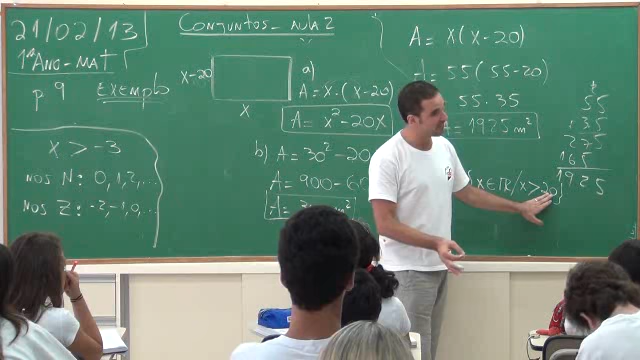 21/02/13
1º ANO - MAT
p 9 EXEMPLO
X > -3
NOS N: 0, 1, 2, ...
NOS Z: -2, -1, 0, ...
CONJUNTOS - AULA 2
X-20
X
a)
A = X.(X-20)
A = X² - 20X
b) A = 30² - 20
A = 900 - 60
A = m²
A = X(X-20)
A = 55(55-20)
55.35
A = 1925 m²
X ∈ IR / X > 20}
55
35
275
165
1925